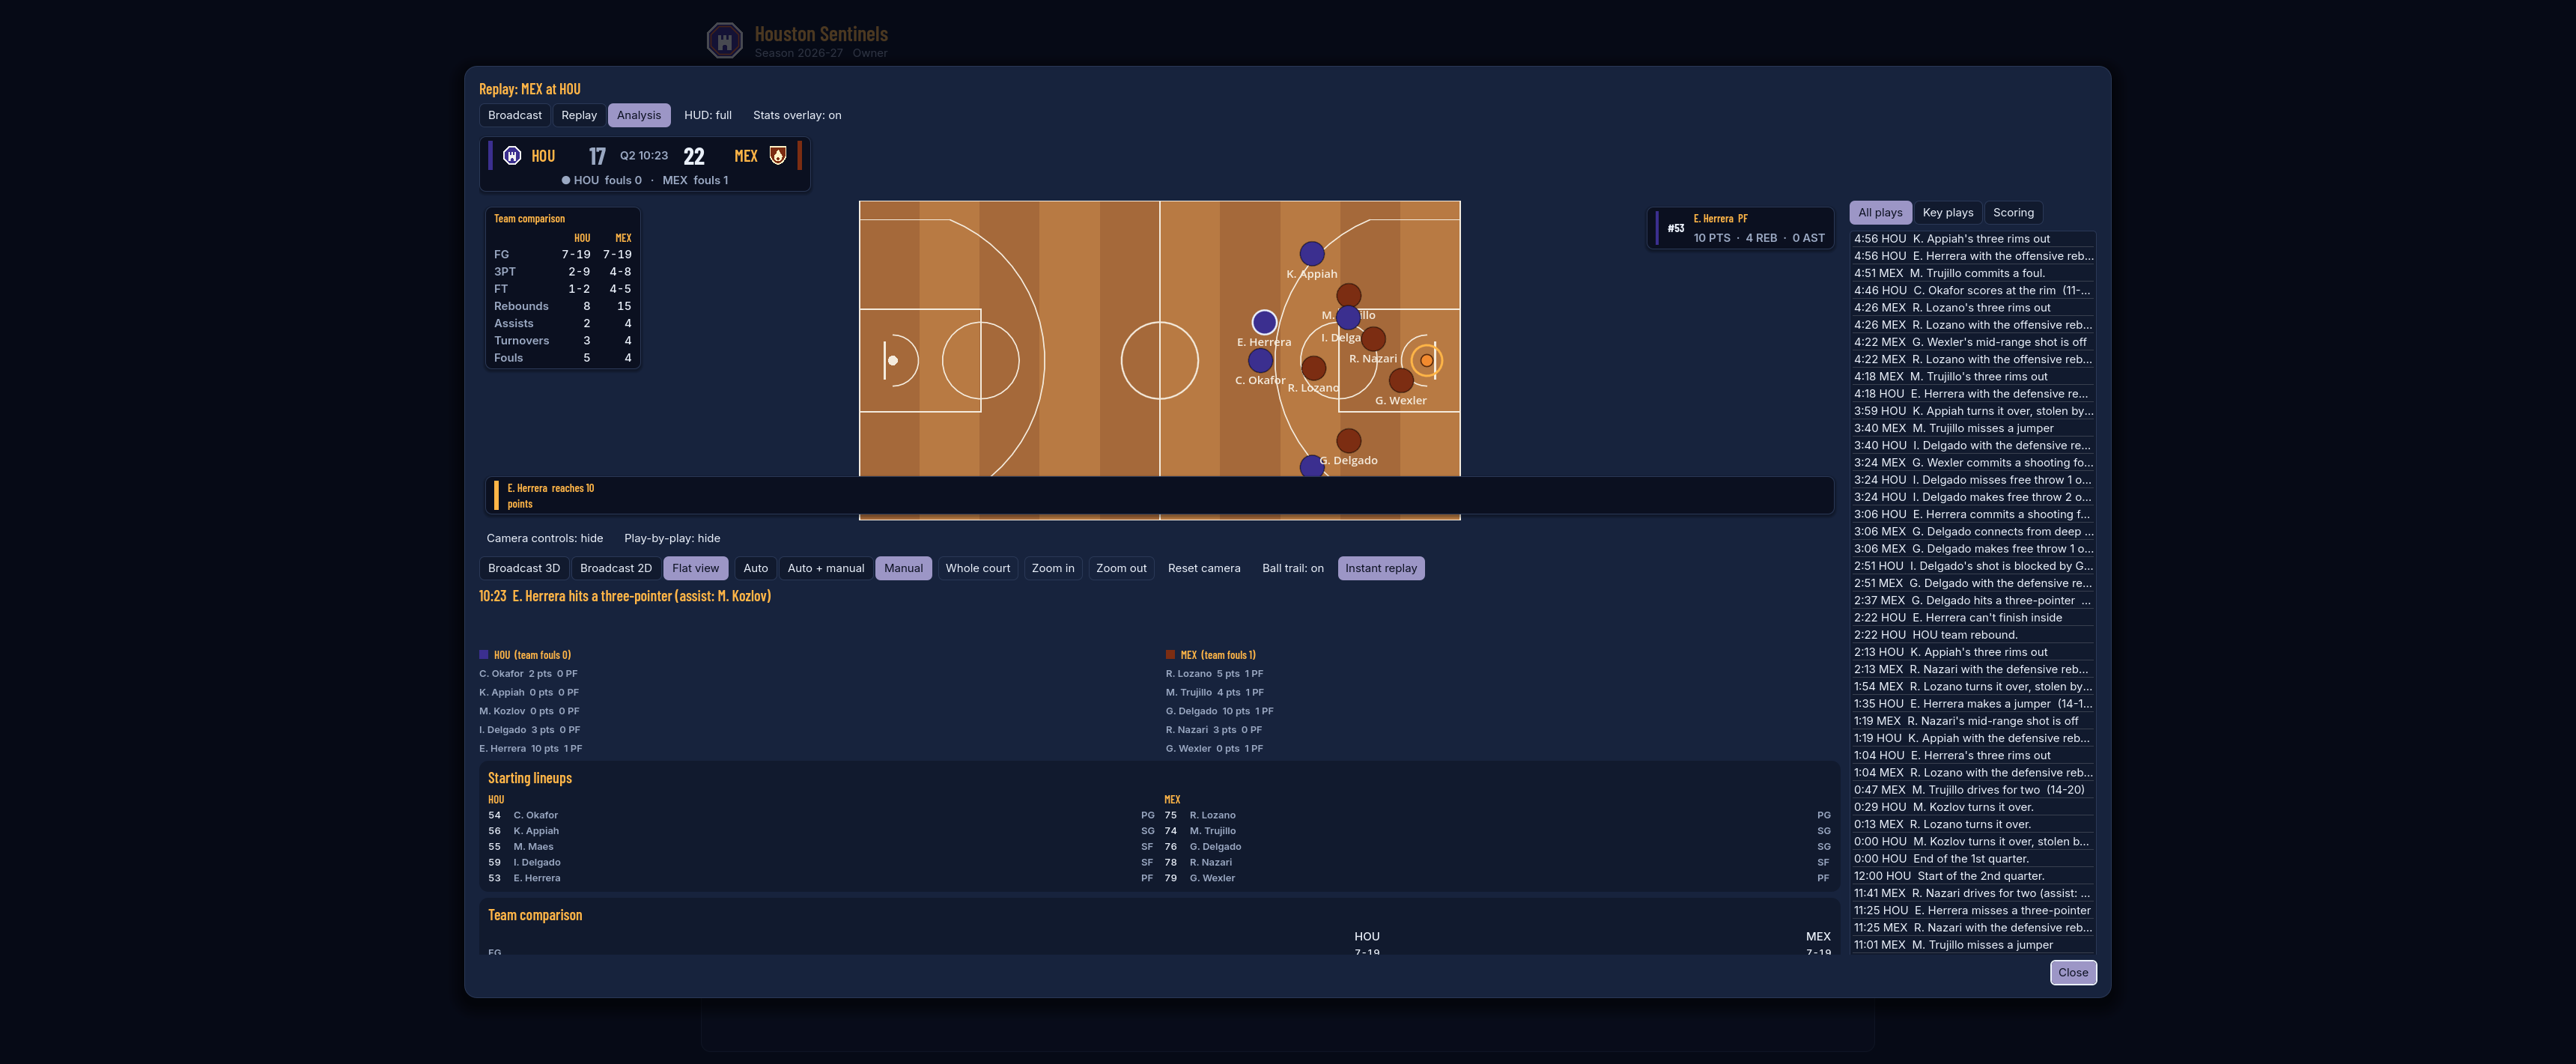 Houston Sentinels
Season 2026-27 Owner
Replay: MEX at HOU
Broadcast Replay Analysis HUD: full Stats overlay: on
HOU 17 Q2 10:23 22 MEX
HOU fouls 0 · MEX fouls 1
Team comparison
HOU MEX
FG 7-19 7-19
3PT 2-9 4-8
FT 1-2 4-5
Rebounds 8 15
Assists 2 4
Turnovers 3 4
Fouls 5 4
K. Appiah
E. Herrera
I. Delga
R. Nazari
C. Okafor
R. Lozano
G. Wexler
G. Delgado
#53 E. Herrera PF
10 PTS · 4 REB · 0 AST
E. Herrera reaches 10
points
Camera controls: hide Play-by-play: hide
Broadcast 3D Broadcast 2D Flat view Auto Auto + manual Manual Whole court Zoom in Zoom out Reset camera Ball trail: on Instant replay
10:23 E. Herrera hits a three-pointer (assist: M. Kozlov)
HOU (team fouls 0)
C. Okafor 2 pts 0 PF
K. Appiah 0 pts 0 PF
M. Kozlov 0 pts 0 PF
I. Delgado 3 pts 0 PF
E. Herrera 10 pts 1 PF
MEX (team fouls 1)
R. Lozano 5 pts 1 PF
M. Trujillo 4 pts 1 PF
G. Delgado 10 pts 1 PF
R. Nazari 3 pts 0 PF
G. Wexler 0 pts 1 PF
Starting lineups
HOU MEX
54 C. Okafor PG 75 R. Lozano PG
56 K. Appiah SG 74 M. Trujillo SG
55 M. Maes SF 76 G. Delgado SG
59 I. Delgado SF 78 R. Nazari SF
53 E. Herrera PF 79 G. Wexler PF
Team comparison
HOU MEX
FG 7-19 7-19
All plays Key plays Scoring
4:56 HOU K. Appiah's three rims out
4:56 HOU E. Herrera with the offensive reb...
4:51 MEX M. Trujillo commits a foul.
4:46 HOU C. Okafor scores at the rim (11-...
4:26 MEX R. Lozano's three rims out
4:26 MEX R. Lozano with the offensive reb...
4:22 MEX G. Wexler's mid-range shot is off
4:22 MEX R. Lozano with the offensive reb...
4:18 MEX M. Trujillo's three rims out
4:18 HOU E. Herrera with the defensive re...
3:59 HOU K. Appiah turns it over, stolen by...
3:40 MEX M. Trujillo misses a jumper
3:40 HOU I. Delgado with the defensive re...
3:24 MEX G. Wexler commits a shooting fo...
3:24 HOU I. Delgado misses free throw 1 o...
3:24 HOU I. Delgado makes free throw 2 o...
3:06 HOU E. Herrera commits a shooting f...
3:06 MEX G. Delgado connects from deep ...
3:06 MEX G. Delgado makes free throw 1 o...
2:51 HOU I. Delgado's shot is blocked by G...
2:51 MEX G. Delgado with the defensive re...
2:37 MEX G. Delgado hits a three-pointer ...
2:22 HOU E. Herrera can't finish inside
2:22 HOU HOU team rebound.
2:13 HOU K. Appiah's three rims out
2:13 MEX R. Nazari with the defensive reb...
1:54 MEX R. Lozano turns it over, stolen by...
1:35 HOU E. Herrera makes a jumper (14-1...
1:19 MEX R. Nazari's mid-range shot is off
1:19 HOU K. Appiah with the defensive reb...
1:04 HOU E. Herrera's three rims out
1:04 MEX R. Lozano with the defensive reb...
0:47 MEX M. Trujillo drives for two (14-20)
0:29 HOU M. Kozlov turns it over.
0:13 MEX R. Lozano turns it over.
0:00 HOU M. Kozlov turns it over, stolen b...
0:00 HOU End of the 1st quarter.
12:00 HOU Start of the 2nd quarter.
11:41 MEX R. Nazari drives for two (assist: ...
11:25 HOU E. Herrera misses a three-pointer
11:25 MEX R. Nazari with the defensive reb...
11:01 MEX M. Trujillo misses a jumper
Close